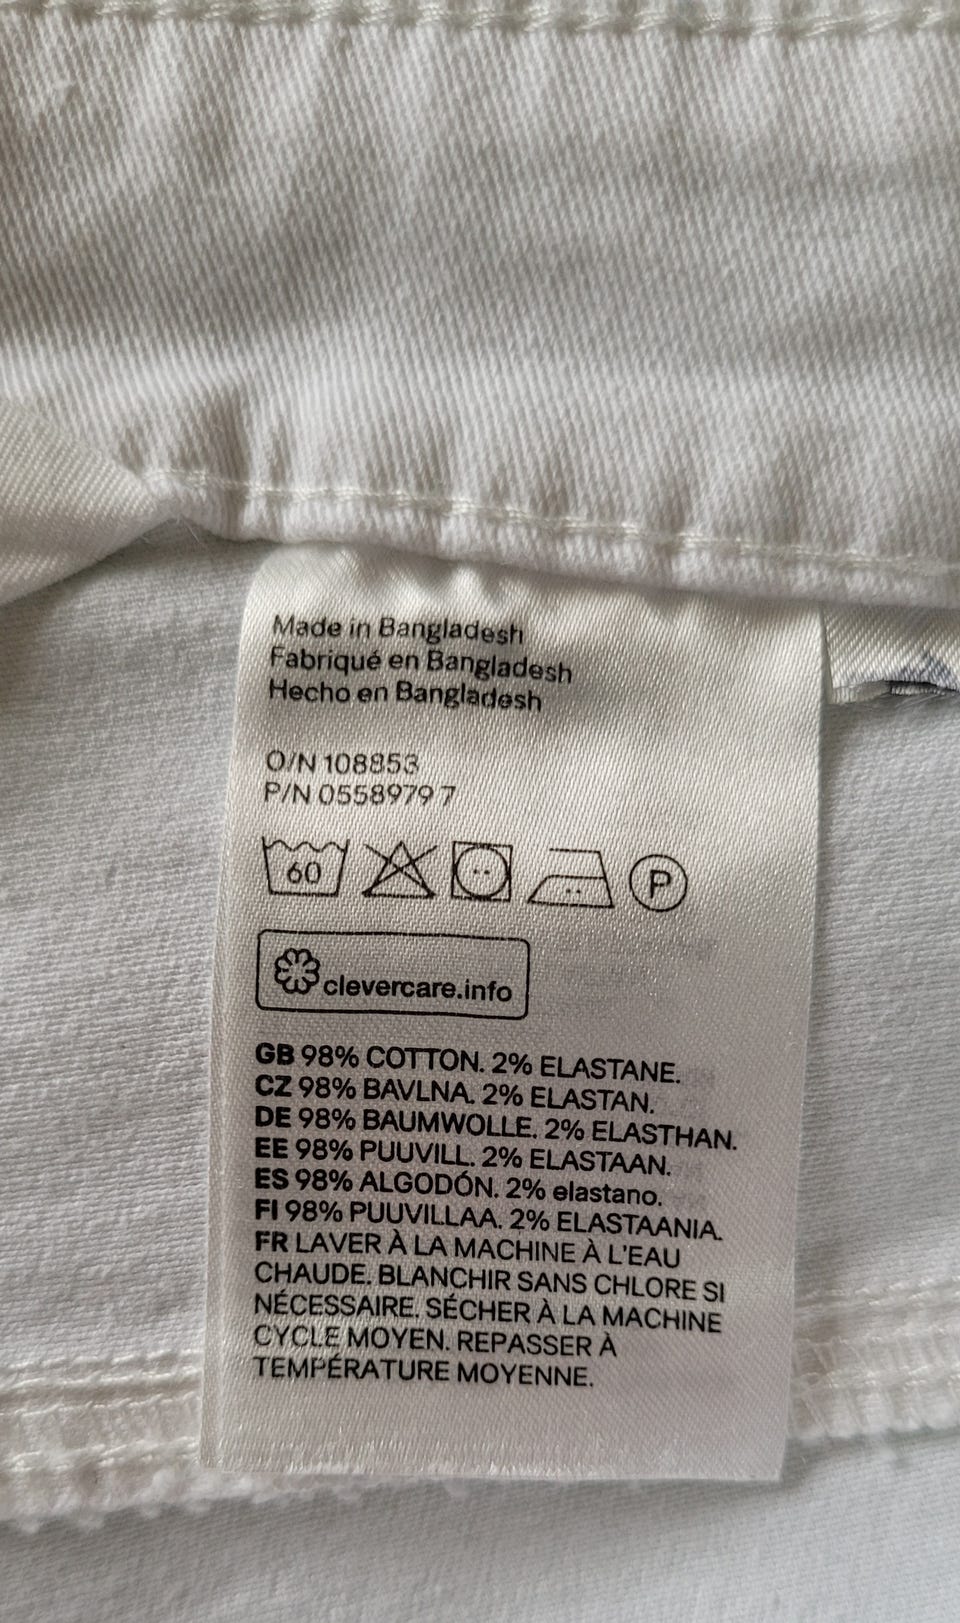 Made in Bangladesh
Fabriqué en Bangladesh
Hecho en Bangladesh
O/N 108853
P/N 0558979 7
60 P
clevercare.info
GB 98% COTTON. 2% ELASTANE.
CZ 98% BAVLNA. 2% ELASTAN.
DE 98% BAUMWOLLE. 2% ELASTHAN.
EE 98% PUUVILL. 2% ELASTAAN.
ES 98% ALGODÓN. 2% elastano.
FI 98% PUUVILLAA. 2% ELASTAANIA.
FR LAVER À LA MACHINE À L'EAU
CHAUDE. BLANCHIR SANS CHLORE SI
NÉCESSAIRE. SÉCHER À LA MACHINE
CYCLE MOYEN. REPASSER À
TEMPÉRATURE MOYENNE.